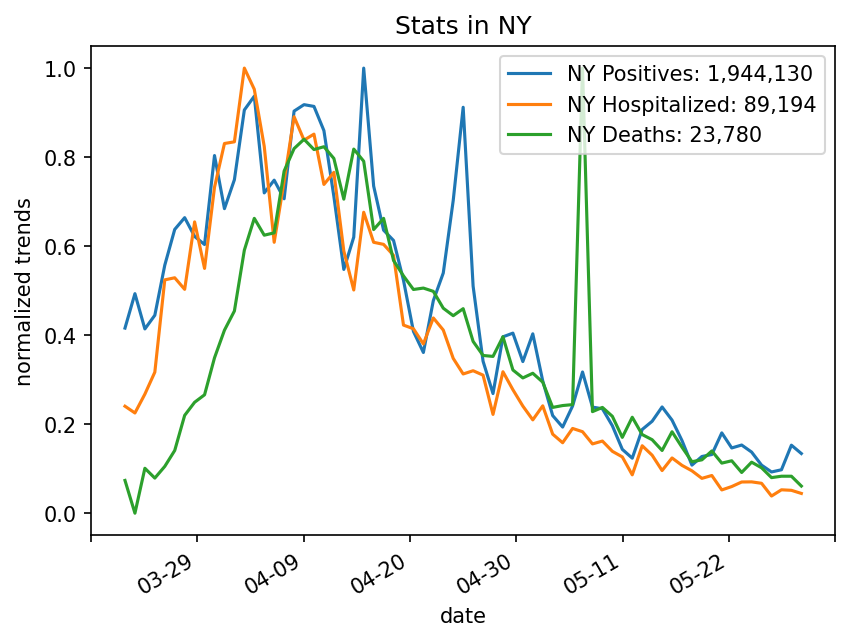 Stats in NY
NY Positives: 1,944,130
NY Hospitalized: 89,194
NY Deaths: 23,780
normalized trends
1.0
0.8
0.6
0.4
0.2
0.0
03-29
04-09
04-20
04-30
05-11
05-22
date